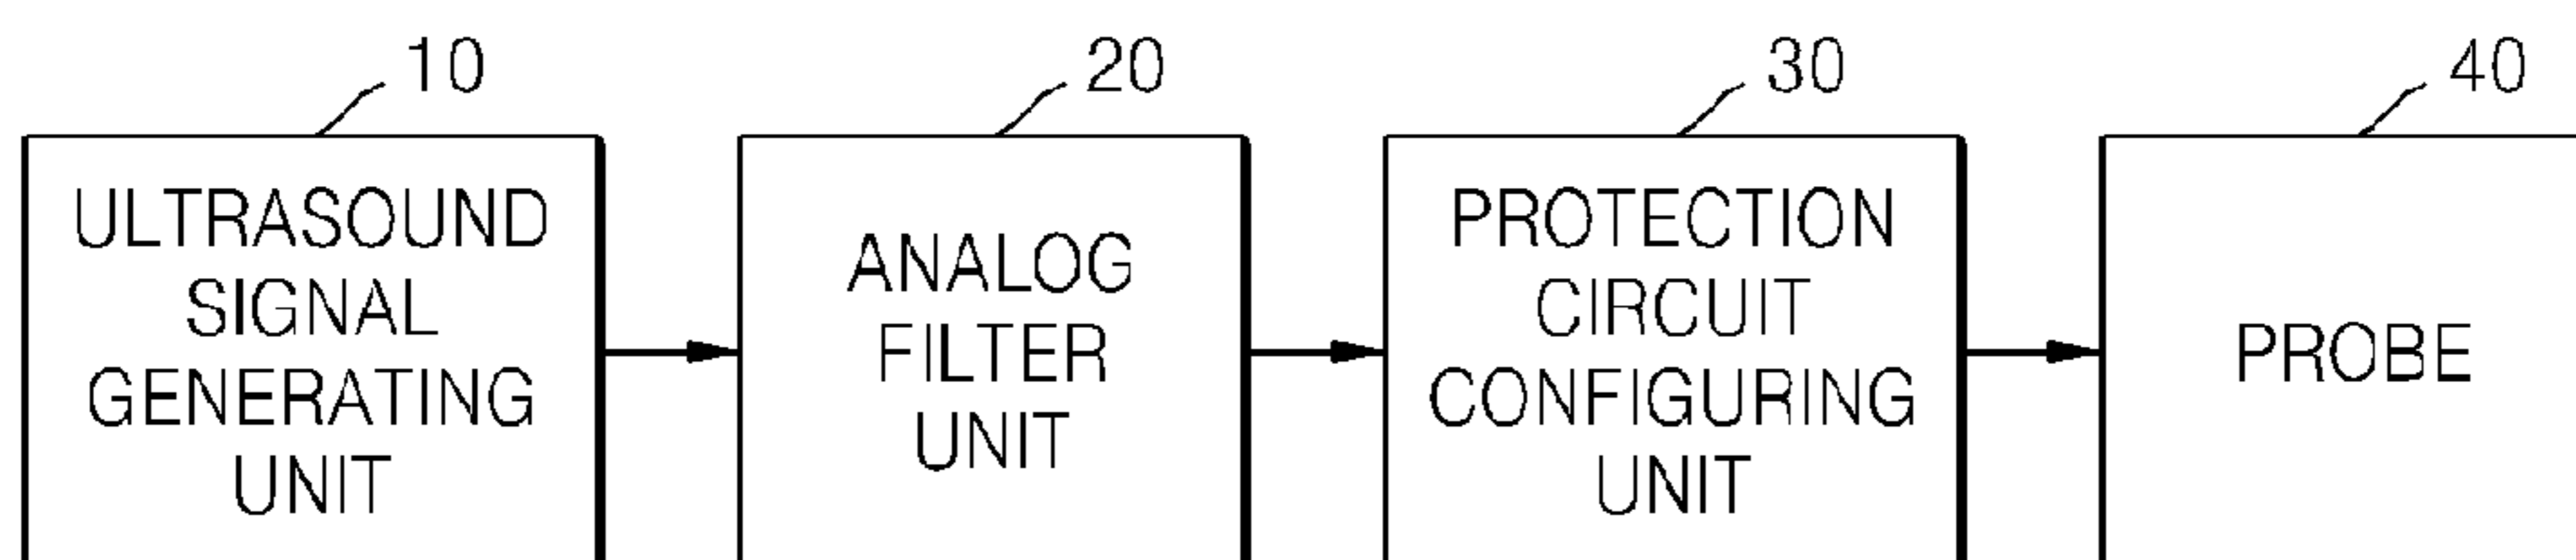 10
20
30
40
ULTRASOUND
SIGNAL
GENERATING
UNIT
ANALOG
FILTER
UNIT
PROTECTION
CIRCUIT
CONFIGURING
UNIT
PROBE